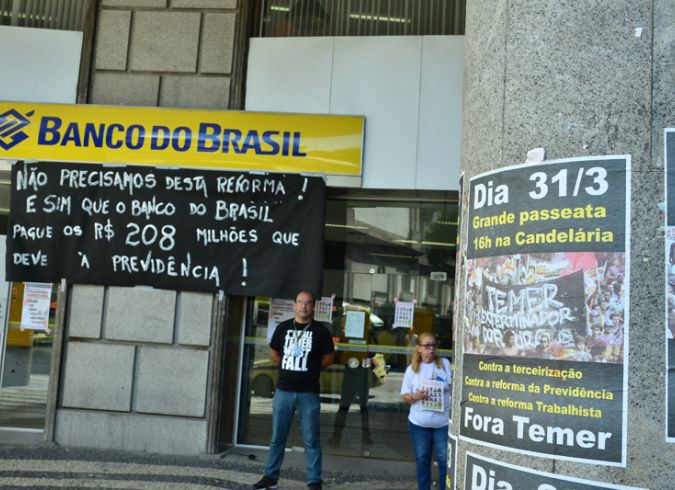 BANCO DO BRASIL
NÃO PRECISAMOS DESTA REFORMA!
E SIM QUE O BANCO DO BRASIL
PAGUE OS R$ 208 MILHÕES QUE
DEVE À PREVIDÊNCIA!
TEMER
MUST
FALL
Dia 31/3
Grande passeata
16h na Candelária
TEMER
EXTERMINADOR
Contra a terceirização
Contra a reforma da Previdência
Contra a reforma Trabalhista
Fora Temer